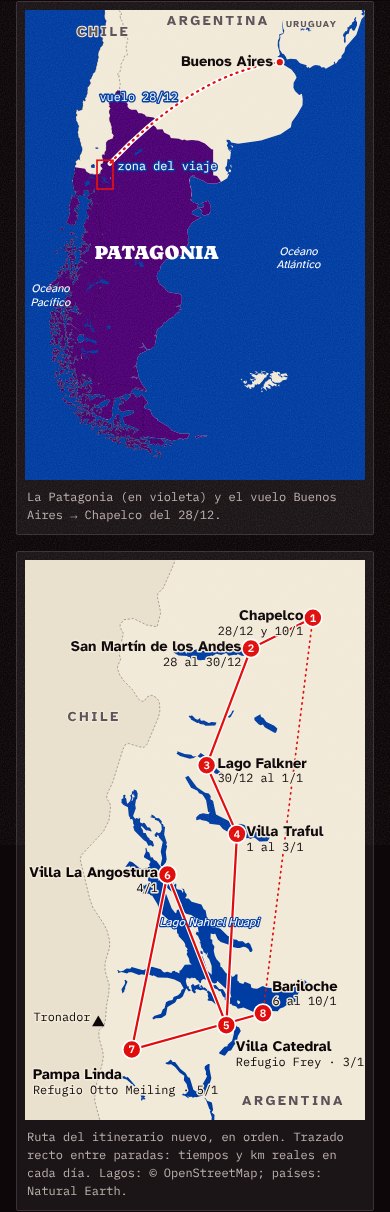 ARGENTINA
URUGUAY
CHILE
Buenos Aires
vuelo 28/12
zona del viaje
PATAGONIA
Océano
Atlántico
Océano
Pacífico
La Patagonia (en violeta) y el vuelo Buenos
Aires → Chapelco del 28/12.
Chapelco
1
28/12 y 10/1
San Martín de los Andes
2
28 al 30/12
CHILE
3
Lago Falkner
30/12 al 1/1
4
Villa Traful
1 al 3/1
Villa La Angostura
6
4/1
Lago Nahuel Huapi
Bariloche
6 al 10/1
8
Tronador
5
Villa Catedral
Refugio Frey · 3/1
7
Pampa Linda
Refugio Otto Meiling · 5/1
ARGENTINA
Ruta del itinerario nuevo, en orden. Trazado
recto entre paradas: tiempos y km reales en
cada día. Lagos: © OpenStreetMap; países:
Natural Earth.